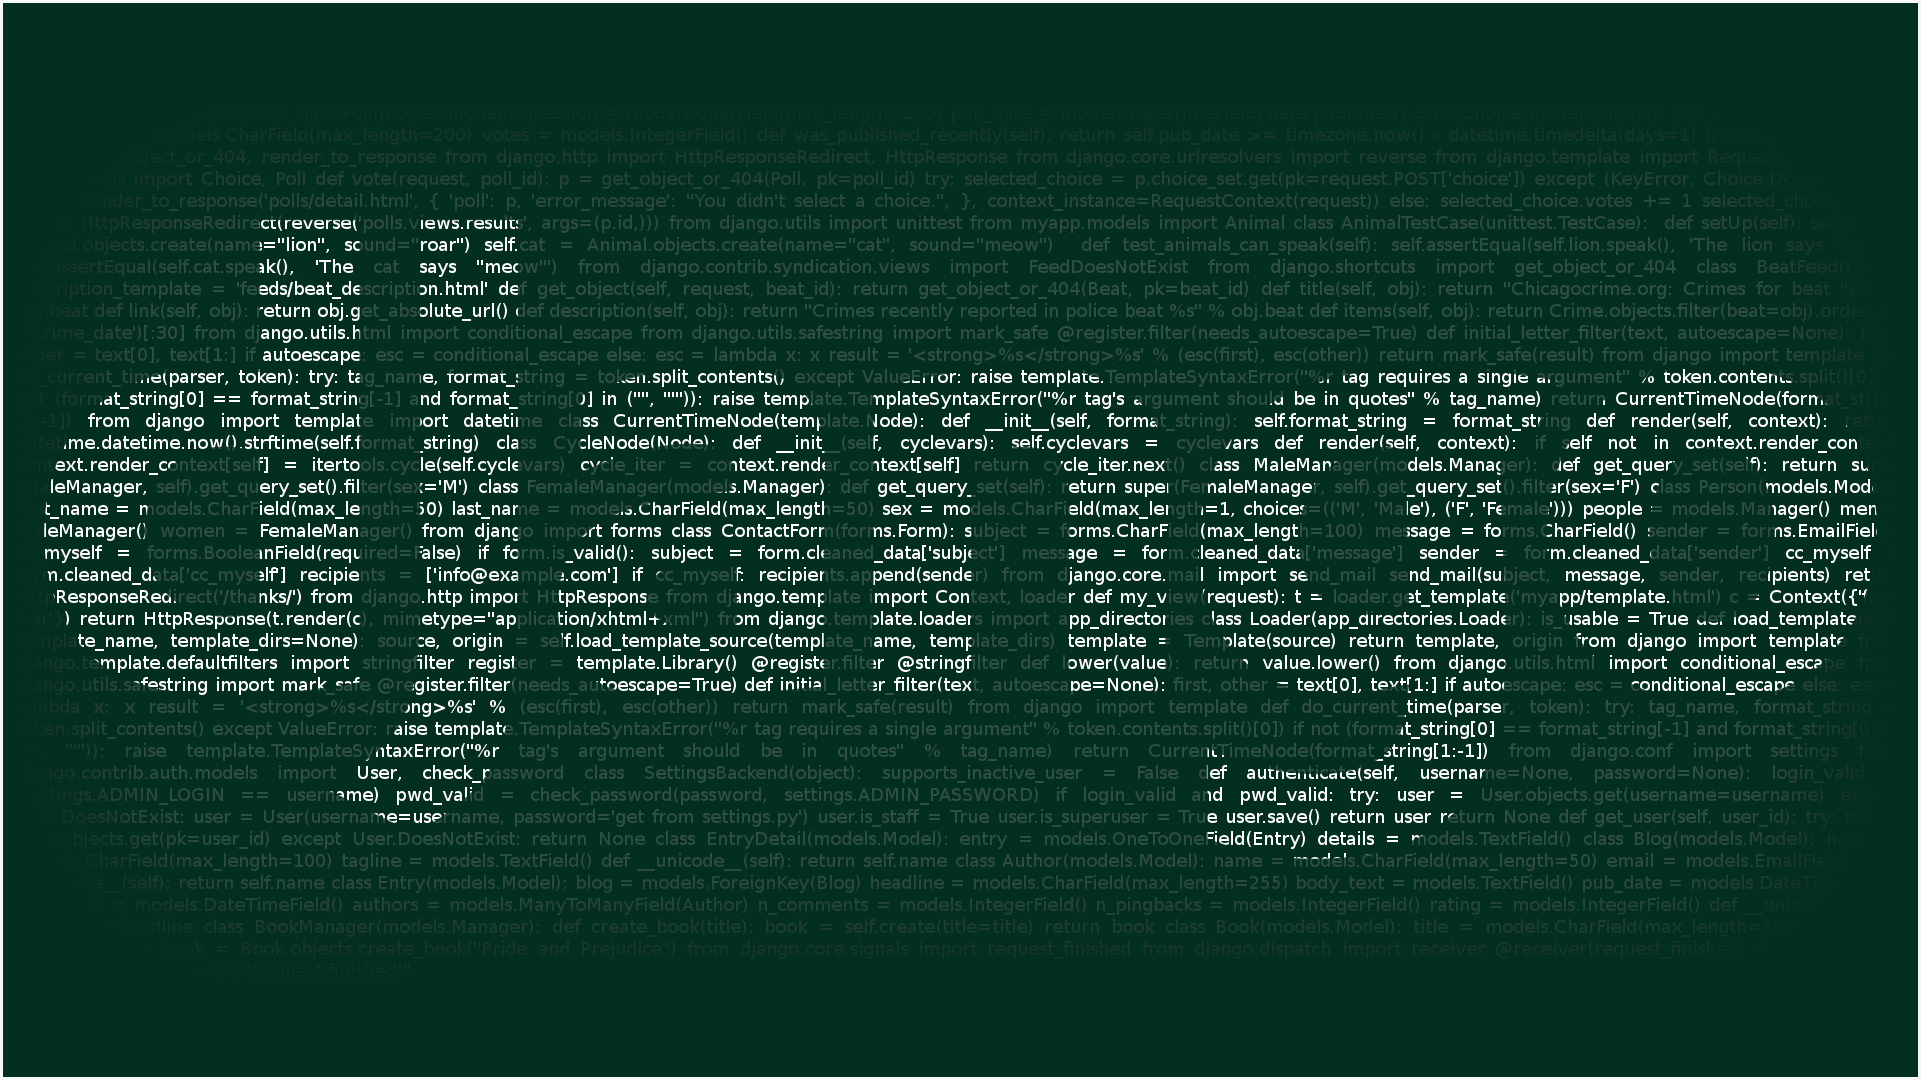 models class Poll(models.Model): question = models.CharField(max_length=200) pub_date = models.DateTimeField('date published') class Choice(models.Model):
models.CharField(max_length=200) votes = models.IntegerField() def was_published_recently(self): return self.pub_date >= timezone.now() - datetime.timedelta(days=1) from
object_or_404, render_to_response from django.http import HttpResponseRedirect, HttpResponse from django.core.urlresolvers import reverse from django.template import Reque
import Choice, Poll def vote(request, poll_id): p = get_object_or_404(Poll, pk=poll_id) try: selected_choice = p.choice_set.get(pk=request.POST['choice']) except (KeyError, Choice.Do
render_to_response('polls/detail.html', { 'poll': p, 'error_message': "You didn't select a choice.", }, context_instance=RequestContext(request)) else: selected_choice.votes += 1 selected_cho
HttpResponseRedirect(reverse('polls.views.results', args=(p.id,))) from django.utils import unittest from myapp.models import Animal class AnimalTestCase(unittest.TestCase): def setUp(self): sel
al.objects.create(name="lion", sound="roar") self.cat = Animal.objects.create(name="cat", sound="meow") def test_animals_can_speak(self): self.assertEqual(self.lion.speak(), 'The lion says "
assertEqual(self.cat.speak(), 'The cat says "meow"') from django.contrib.syndication.views import FeedDoesNotExist from django.shortcuts import get_object_or_404 class BeatFeed(F
cription_template = 'feeds/beat_description.html' def get_object(self, request, beat_id): return get_object_or_404(Beat, pk=beat_id) def title(self, obj): return "Chicagocrime.org: Crimes for beat %s
.beat def link(self, obj): return obj.get_absolute_url() def description(self, obj): return "Crimes recently reported in police beat %s" % obj.beat def items(self, obj): return Crime.objects.filter(beat=obj).order
crime_date')[:30] from django.utils.html import conditional_escape from django.utils.safestring import mark_safe @register.filter(needs_autoescape=True) def initial_letter_filter(text, autoescape=None): fi
her = text[0], text[1:] if autoescape: esc = conditional_escape else: esc = lambda x: x result = '<strong>%s</strong>%s' % (esc(first), esc(other)) return mark_safe(result) from django import template
o_current_time(parser, token): try: tag_name, format_string = token.split_contents() except ValueError: raise template.TemplateSyntaxError("%r tag requires a single argument" % token.contents.split()[0]
ot (format_string[0] == format_string[-1] and format_string[0] in ('"', "'")): raise template.TemplateSyntaxError("%r tag's argument should be in quotes" % tag_name) return CurrentTimeNode(format_str
-1]) from django import template import datetime class CurrentTimeNode(template.Node): def __init__(self, format_string): self.format_string = format_string def render(self, context): ret
atetime.datetime.now().strftime(self.format_string) class CycleNode(Node): def __init__(self, cyclevars): self.cyclevars = cyclevars def render(self, context): if self not in context.render_con
ntext.render_context[self] = itertools.cycle(self.cyclevars) cycle_iter = context.render_context[self] return cycle_iter.next() class MaleManager(models.Manager): def get_query_set(self): return su
leManager, self).get_query_set().filter(sex='M') class FemaleManager(models.Manager): def get_query_set(self): return super(FemaleManager, self).get_query_set().filter(sex='F') class Person(models.Mod
t_name = models.CharField(max_length=50) last_name = models.CharField(max_length=50) sex = models.CharField(max_length=1, choices=(('M', 'Male'), ('F', 'Female'))) people = models.Manager() men
leManager() women = FemaleManager() from django import forms class ContactForm(forms.Form): subject = forms.CharField(max_length=100) message = forms.CharField() sender = forms.EmailFiel
myself = forms.BooleanField(required=False) if form.is_valid(): subject = form.cleaned_data['subject'] message = form.cleaned_data['message'] sender = form.cleaned_data['sender'] cc_myself
m.cleaned_data['cc_myself'] recipients = ['info@example.com'] if cc_myself: recipients.append(sender) from django.core.mail import send_mail send_mail(subject, message, sender, recipients) ret
tpResponseRedirect('/thanks/') from django.http import HttpResponse from django.template import Context, loader def my_view(request): t = loader.get_template('myapp/template.html') c = Context({"f
ar'}) return HttpResponse(t.render(c), mimetype="application/xhtml+xml") from django.template.loaders import app_directories class Loader(app_directories.Loader): is_usable = True def load_template
mplate_name, template_dirs=None): source, origin = self.load_template_source(template_name, template_dirs) template = Template(source) return template, origin from django import template from
ango.template.defaultfilters import stringfilter register = template.Library() @register.filter @stringfilter def lower(value): return value.lower() from django.utils.html import conditional_escape from
ango.utils.safestring import mark_safe @register.filter(needs_autoescape=True) def initial_letter_filter(text, autoescape=None): first, other = text[0], text[1:] if autoescape: esc = conditional_escape else: esc
mbda x: x result = '<strong>%s</strong>%s' % (esc(first), esc(other)) return mark_safe(result) from django import template def do_current_time(parser, token): try: tag_name, format_string
ken.split_contents() except ValueError: raise template.TemplateSyntaxError("%r tag requires a single argument" % token.contents.split()[0]) if not (format_string[0] == format_string[-1] and format_string[0]
"'")): raise template.TemplateSyntaxError("%r tag's argument should be in quotes" % tag_name) return CurrentTimeNode(format_string[1:-1]) from django.conf import settings fr
ngo.contrib.auth.models import User, check_password class SettingsBackend(object): supports_inactive_user = False def authenticate(self, username=None, password=None): login_valid
ttings.ADMIN_LOGIN == username) pwd_valid = check_password(password, settings.ADMIN_PASSWORD) if login_valid and pwd_valid: try: user = User.objects.get(username=username) exc
DoesNotExist: user = User(username=username, password='get from settings.py') user.is_staff = True user.is_superuser = True user.save() return user return None def get_user(self, user_id): try: re
objects.get(pk=user_id) except User.DoesNotExist: return None class EntryDetail(models.Model): entry = models.OneToOneField(Entry) details = models.TextField() class Blog(models.Model): na
CharField(max_length=100) tagline = models.TextField() def __unicode__(self): return self.name class Author(models.Model): name = models.CharField(max_length=50) email = models.EmailField
__(self): return self.name class Entry(models.Model): blog = models.ForeignKey(Blog) headline = models.CharField(max_length=255) body_text = models.TextField() pub_date = models.DateTim
= models.DateTimeField() authors = models.ManyToManyField(Author) n_comments = models.IntegerField() n_pingbacks = models.IntegerField() rating = models.IntegerField() def __unic
dline class BookManager(models.Manager): def create_book(title): book = self.create(title=title) return book class Book(models.Model): title = models.CharField(max_length=1
book = Book.objects.create_book("Pride and Prejudice") from django.core.signals import request_finished from django.dispatch import receiver @receiver(request_finished
"Request finished!"